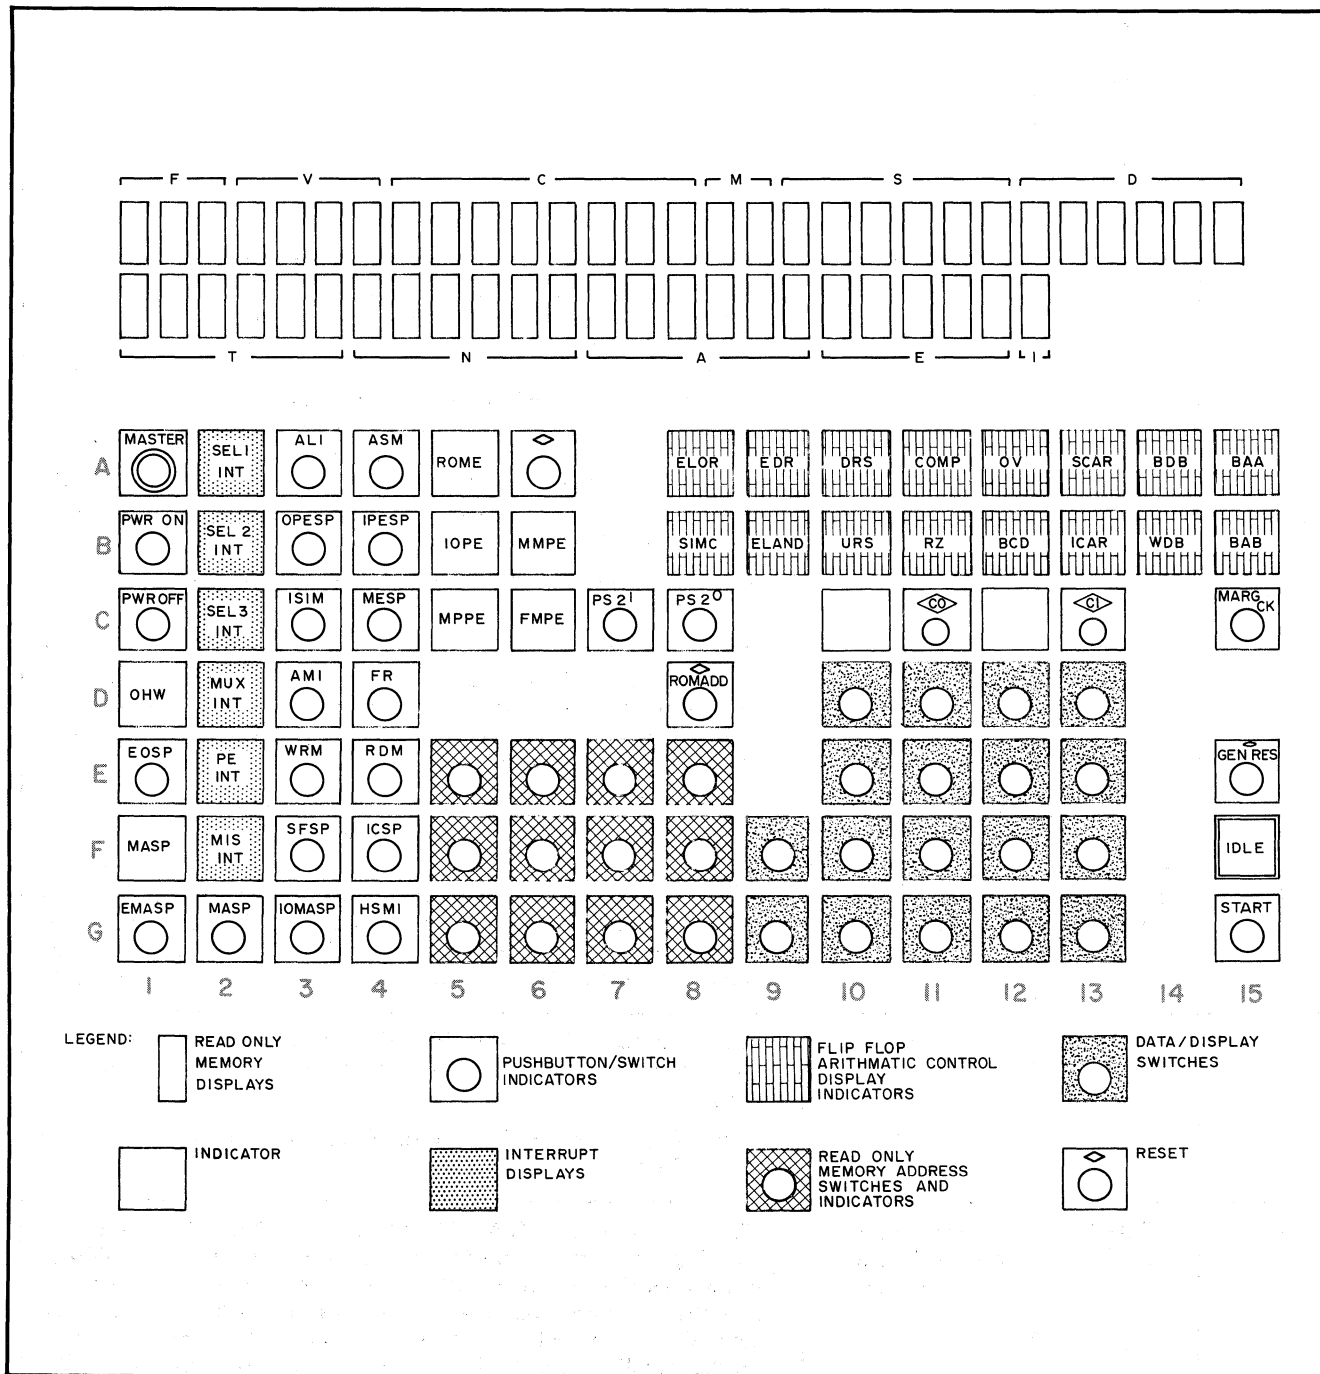 F V C M S D
T N A E I
A MASTER SEL1 INT ALI ASM ROME ELOR EDR DRS COMP OV SCAR BDB BAA
B PWR ON SEL 2 INT OPESP IPESP IOPE MMPE SIMC ELAND URS RZ BCD ICAR WDB BAB
C PWR OFF SEL3 INT ISIM MESP MPPE FMPE PS2¹ PS2⁰ CO CI MARG CK
D OHW MUX INT AMI FR ROMADD
E EOSP PE INT WRM RDM GEN RES
F MASP MIS INT SFSP ICSP IDLE
G EMASP MASP IOMASP HSMI START
1 2 3 4 5 6 7 8 9 10 11 12 13 14 15
LEGEND:
READ ONLY
MEMORY
DISPLAYS
PUSHBUTTON/SWITCH
INDICATORS
FLIP FLOP
ARITHMATIC CONTROL
DISPLAY
INDICATORS
DATA/DISPLAY
SWITCHES
INDICATOR
INTERRUPT
DISPLAYS
READ ONLY
MEMORY ADDRESS
SWITCHES AND
INDICATORS
RESET